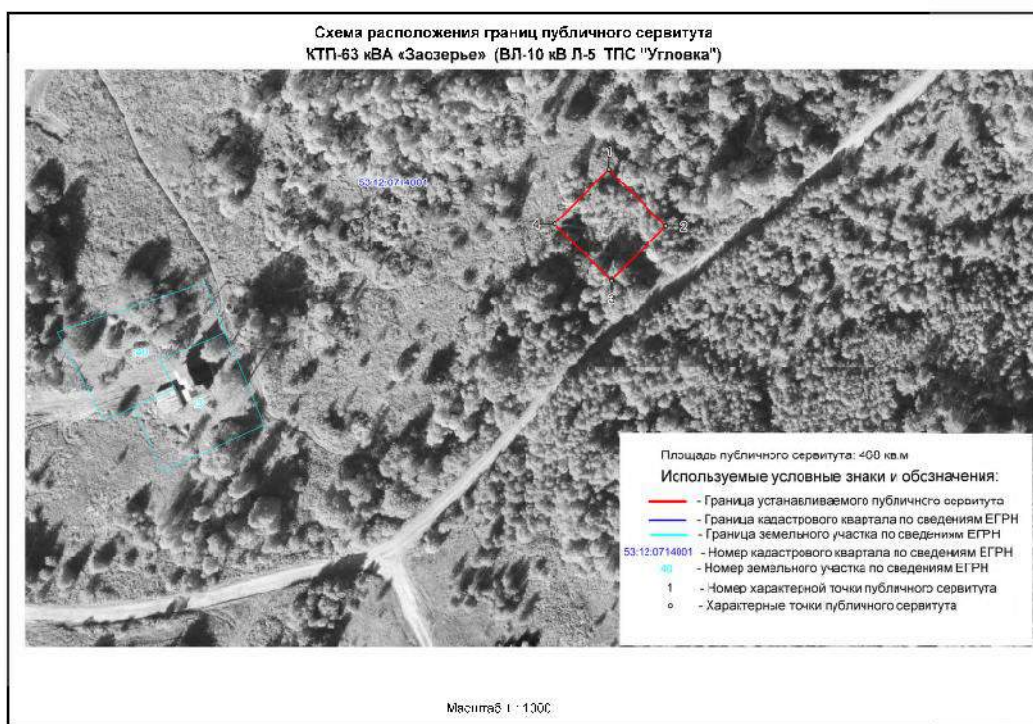 Схема расположения границ публичного сервитута
КТП-63 кВА «Заозерье» (ВЛ-10 кВ Л-5 ТПС "Угловка")
53:12:0714001
1
4
2
3
Площадь публичного сервитута: кв.м
Используемые условные знаки и обозначения:
- Граница устанавливаемого публичного сервитута
- Граница кадастрового квартала по сведениям ЕГРН
- Граница земельного участка по сведениям ЕГРН
53:12:0714001 - Номер кадастрового квартала по сведениям ЕГРН
- Номер земельного участка по сведениям ЕГРН
1 - Номер характерной точки публичного сервитута
- Характерные точки публичного сервитута
Масштаб 1 : 1000